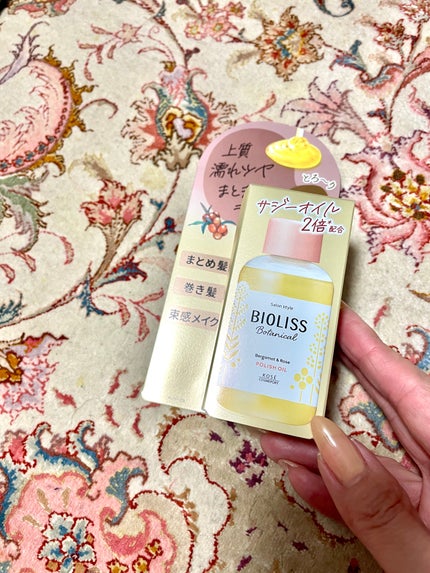 上質
濡れツヤ
まとま
とろ〜り
サジーオイル
2倍*配合
まとめ髪
巻き髪
束感メイク
Salon style
BIOLISS
Botanical
Bergamot & Rose
POLISH OIL
KOSÉ
COSMEPORT